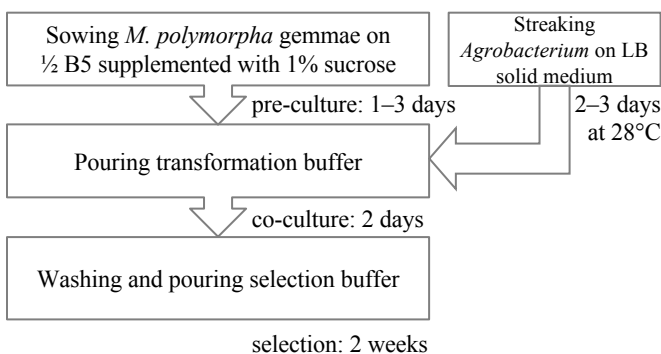 Sowing M. polymorpha gemmae on
½ B5 supplemented with 1% sucrose
Streaking
Agrobacterium on LB
solid medium
pre-culture: 1–3 days
2–3 days
at 28°C
Pouring transformation buffer
co-culture: 2 days
Washing and pouring selection buffer
selection: 2 weeks